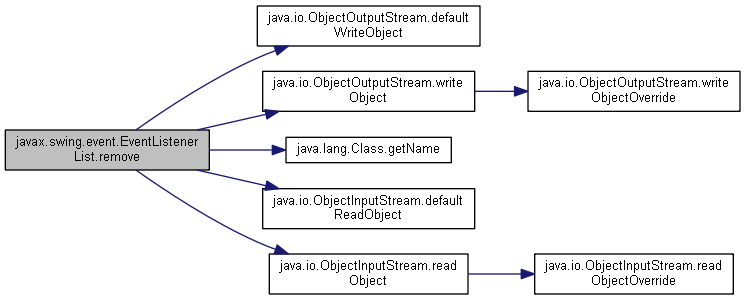 java.io.ObjectOutputStream.default
WriteObject
java.io.ObjectOutputStream.write
Object
java.io.ObjectOutputStream.write
ObjectOverride
javax.swing.event.EventListener
List.remove
java.lang.Class.getName
java.io.ObjectInputStream.default
ReadObject
java.io.ObjectInputStream.read
Object
java.io.ObjectInputStream.read
ObjectOverride